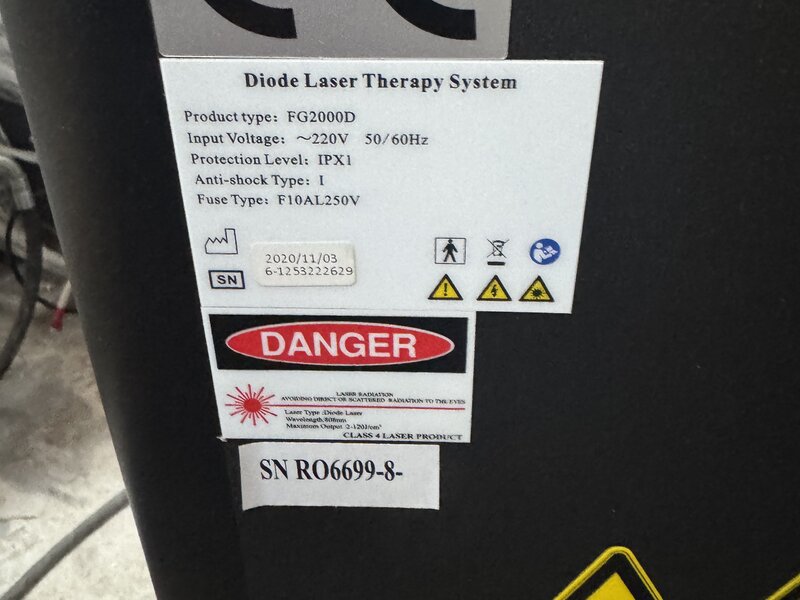 Diode Laser Therapy System
Product type: FG2000D
Input Voltage: ～220V 50/60Hz
Protection Level: IPX1
Anti-shock Type: I
Fuse Type: F10AL250V
2020/11/03
SN 6-1253222629
DANGER
LASER RADIATION
AVOIDING DIRECT OR SCATTERED RADIATION TO THE EYES
Laser Type :Diode Laser
Wavelength:808nm
Maximum Output :2-120J/cm²
CLASS 4 LASER PRODUCT
SN RO6699-8-